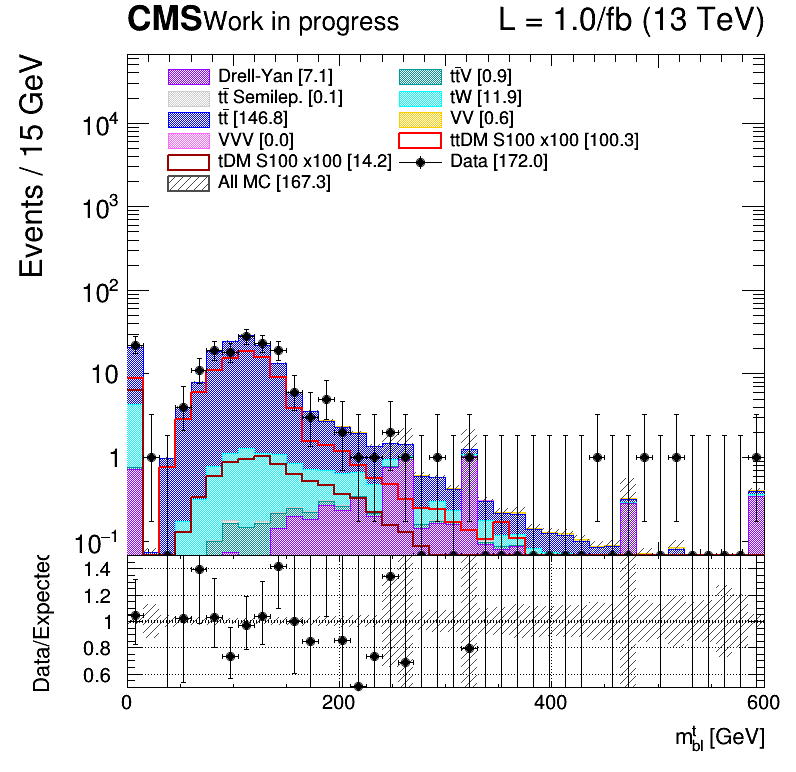 CMS Work in progress L = 1.0/fb (13 TeV)
Events / 15 GeV
Drell-Yan [7.1] tt̄V [0.9]
tt̄ Semilep. [0.1] tW [11.9]
tt̄ [146.8] VV [0.6]
VVV [0.0] ttDM S100 x100 [100.3]
tDM S100 x100 [14.2] Data [172.0]
All MC [167.3]
10⁴
10³
10²
10
1
10⁻¹
Data/Expected
1.4
1.2
1
0.8
0.6
0 200 400 600
m^t_bl [GeV]